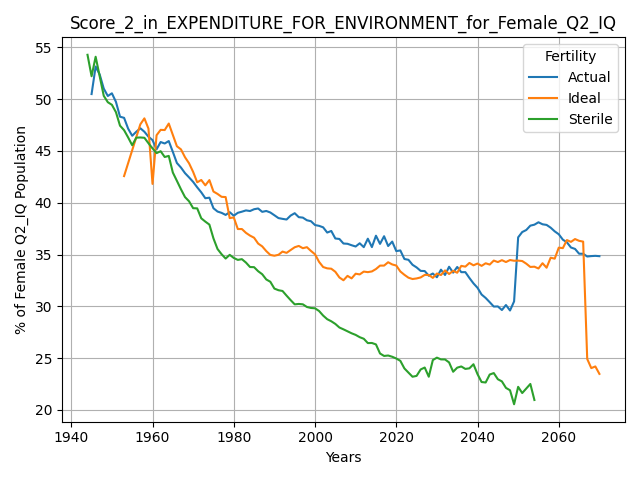 Score_2_in_EXPENDITURE_FOR_ENVIRONMENT_for_Female_Q2_IQ
% of Female Q2_IQ Population
55
50
45
40
35
30
25
20
Fertility
Actual
Ideal
Sterile
1940 1960 1980 2000 2020 2040 2060
Years